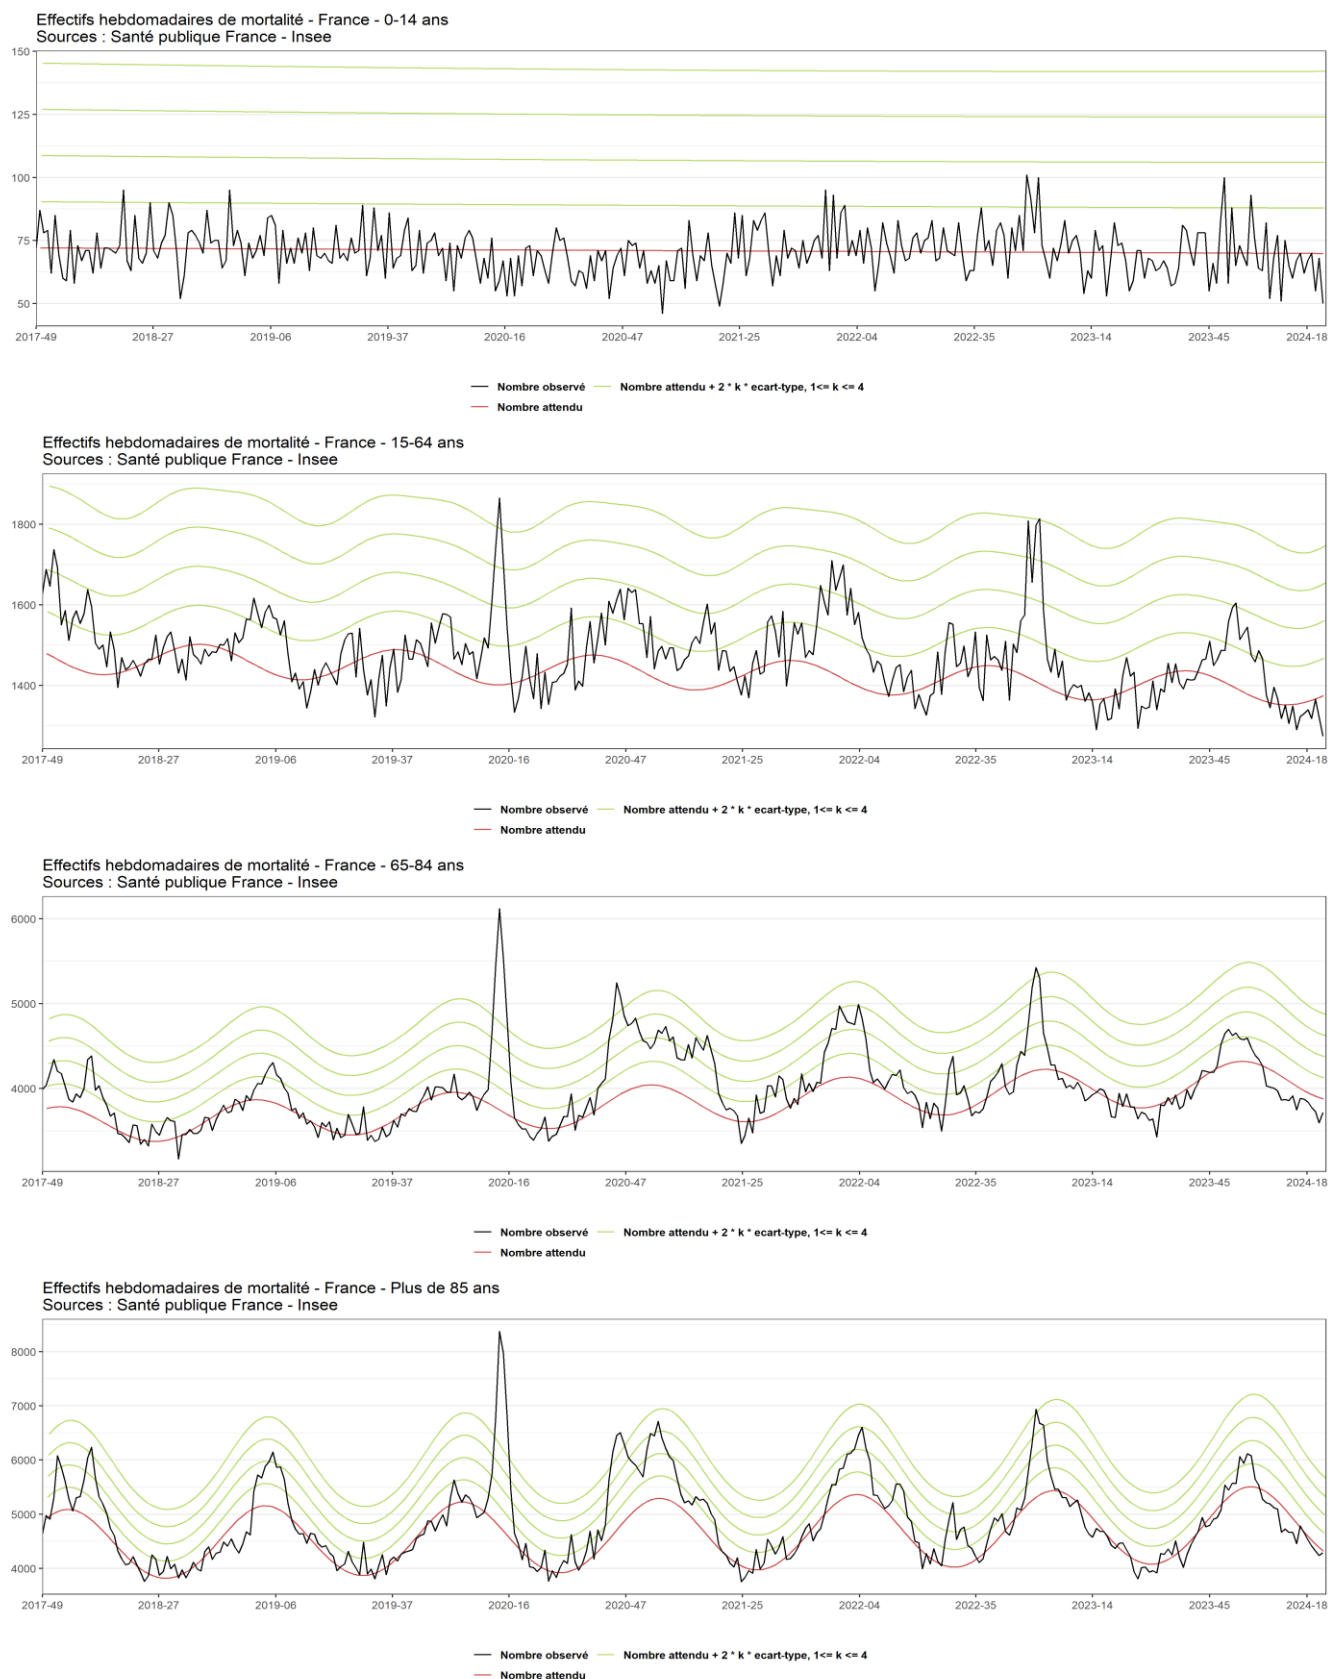 Effectifs hebdomadaires de mortalité - France - 0-14 ans
Sources : Santé publique France - Insee
150
125
100
75
50
2017-49 2018-27 2019-06 2019-37 2020-16 2020-47 2021-25 2022-04 2022-35 2023-14 2023-45 2024-18
Nombre observé Nombre attendu + 2 * k * ecart-type, 1<= k <= 4
Nombre attendu
Effectifs hebdomadaires de mortalité - France - 15-64 ans
Sources : Santé publique France - Insee
1800
1600
1400
2017-49 2018-27 2019-06 2019-37 2020-16 2020-47 2021-25 2022-04 2022-35 2023-14 2023-45 2024-18
Nombre observé Nombre attendu + 2 * k * ecart-type, 1<= k <= 4
Nombre attendu
Effectifs hebdomadaires de mortalité - France - 65-84 ans
Sources : Santé publique France - Insee
6000
5000
4000
2017-49 2018-27 2019-06 2019-37 2020-16 2020-47 2021-25 2022-04 2022-35 2023-14 2023-45 2024-18
Nombre observé Nombre attendu + 2 * k * ecart-type, 1<= k <= 4
Nombre attendu
Effectifs hebdomadaires de mortalité - France - Plus de 85 ans
Sources : Santé publique France - Insee
8000
7000
6000
5000
4000
2017-49 2018-27 2019-06 2019-37 2020-16 2020-47 2021-25 2022-04 2022-35 2023-14 2023-45 2024-18
Nombre observé Nombre attendu + 2 * k * ecart-type, 1<= k <= 4
Nombre attendu